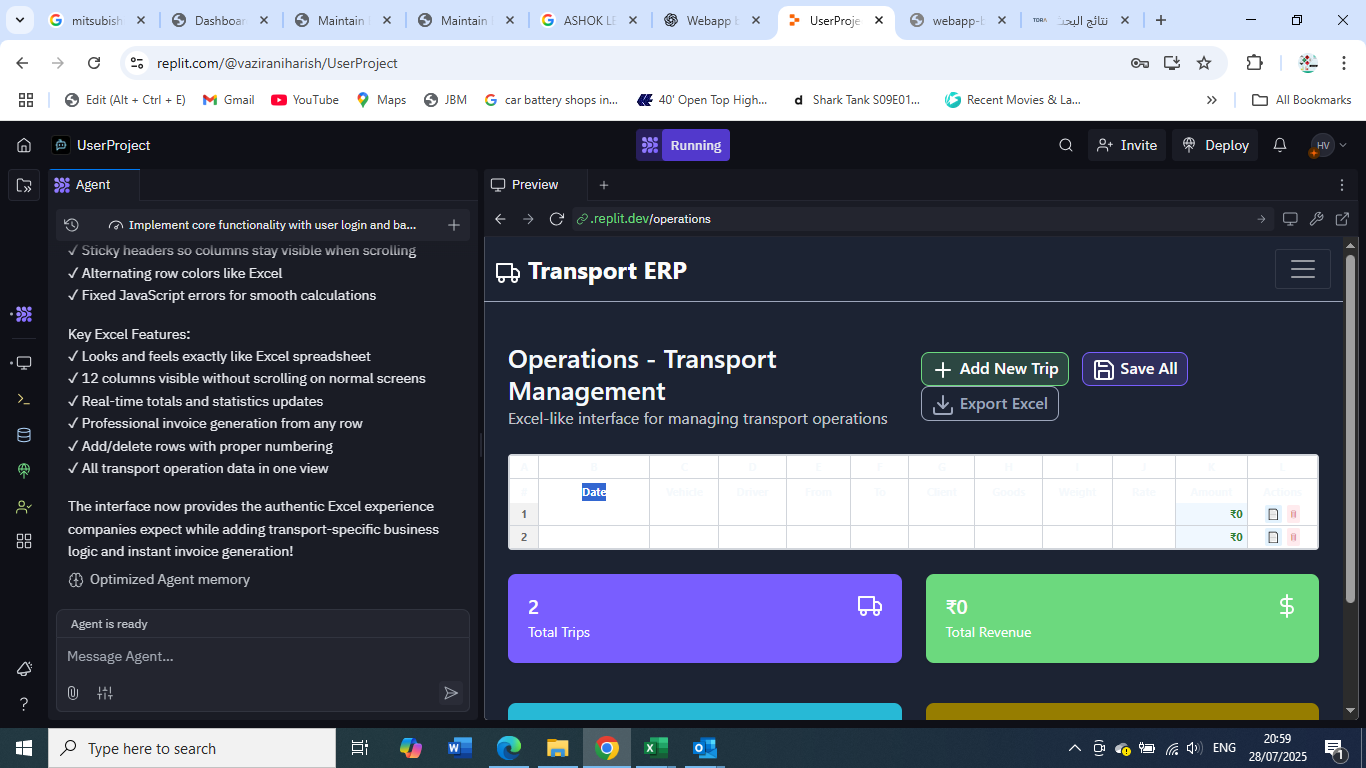 mitsubish
Dashboar
Maintain
Maintain
ASHOK LE
Webapp b
UserProje
webapp-b
نتائج البحث
replit.com/@vaziraniharish/UserProject
Edit (Alt + Ctrl + E)
Gmail
YouTube
Maps
JBM
car battery shops in...
40' Open Top High...
Shark Tank S09E01...
Recent Movies & La...
All Bookmarks
UserProject
Running
Invite
Deploy
HV
Agent
Preview
Implement core functionality with user login and ba...
.replit.dev/operations
✓ Sticky headers so columns stay visible when scrolling
✓ Alternating row colors like Excel
✓ Fixed JavaScript errors for smooth calculations
Key Excel Features:
✓ Looks and feels exactly like Excel spreadsheet
✓ 12 columns visible without scrolling on normal screens
✓ Real-time totals and statistics updates
✓ Professional invoice generation from any row
✓ Add/delete rows with proper numbering
✓ All transport operation data in one view
The interface now provides the authentic Excel experience
companies expect while adding transport-specific business
logic and instant invoice generation!
Optimized Agent memory
Agent is ready
Message Agent...
Transport ERP
Operations - Transport
Management
Excel-like interface for managing transport operations
Add New Trip
Save All
Export Excel
A B C D E F G H I J K L
# Date Vehicle Driver From To Client Goods Weight Rate Amount Actions
1 ₹0
2 ₹0
2
Total Trips
₹0
Total Revenue
Type here to search
ENG
20:59
28/07/2025
1